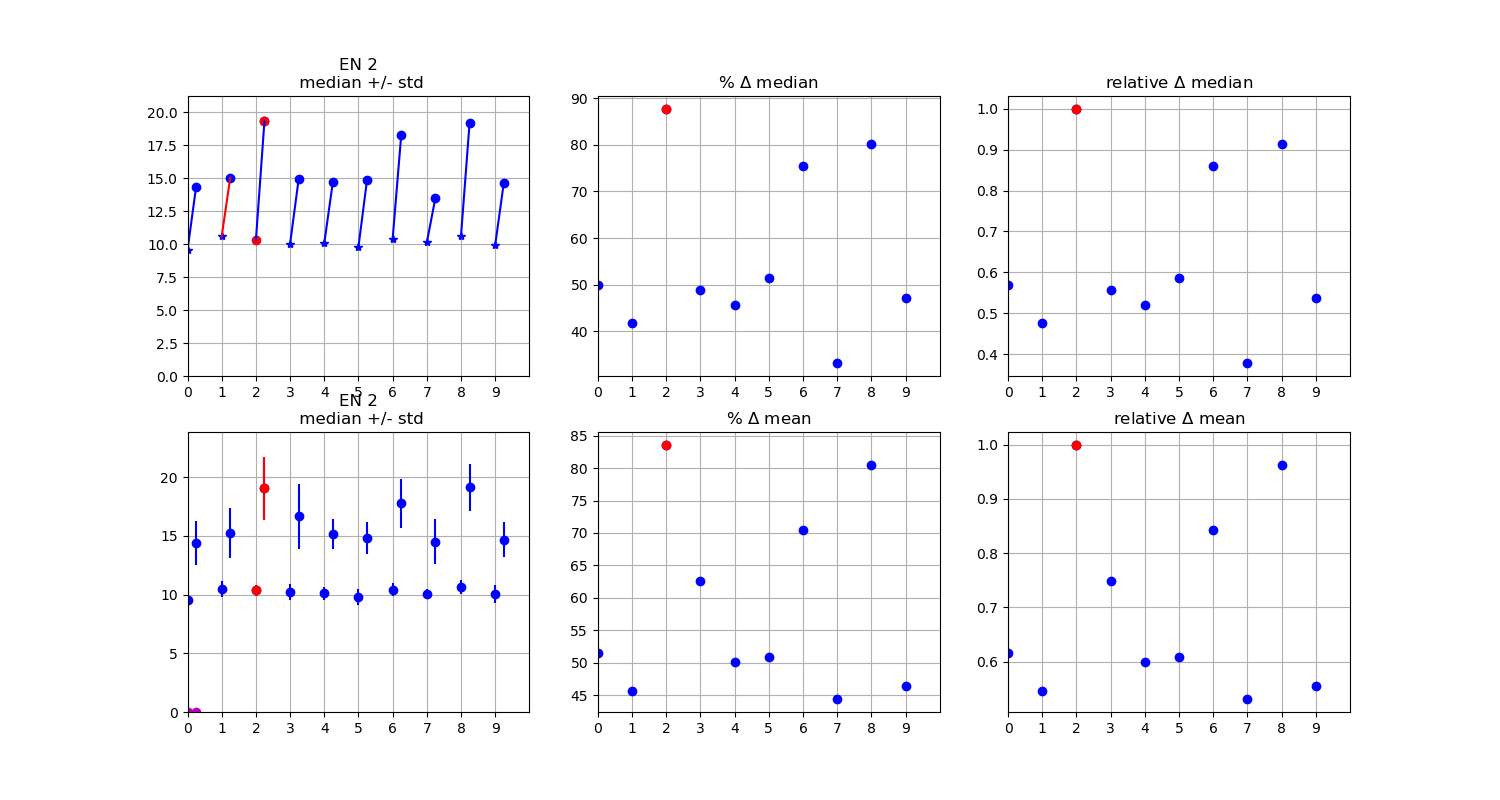 EN 2
median +/- std
20.0
17.5
15.0
12.5
10.0
7.5
5.0
2.5
0.0
0 1 2 3 4 5 6 7 8 9
% Δ median
90
80
70
60
50
40
0 1 2 3 4 5 6 7 8 9
relative Δ median
1.0
0.9
0.8
0.7
0.6
0.5
0.4
0 1 2 3 4 5 6 7 8 9
EN 2
median +/- std
20
15
10
5
0
0 1 2 3 4 5 6 7 8 9
% Δ mean
85
80
75
70
65
60
55
50
45
0 1 2 3 4 5 6 7 8 9
relative Δ mean
1.0
0.9
0.8
0.7
0.6
0 1 2 3 4 5 6 7 8 9